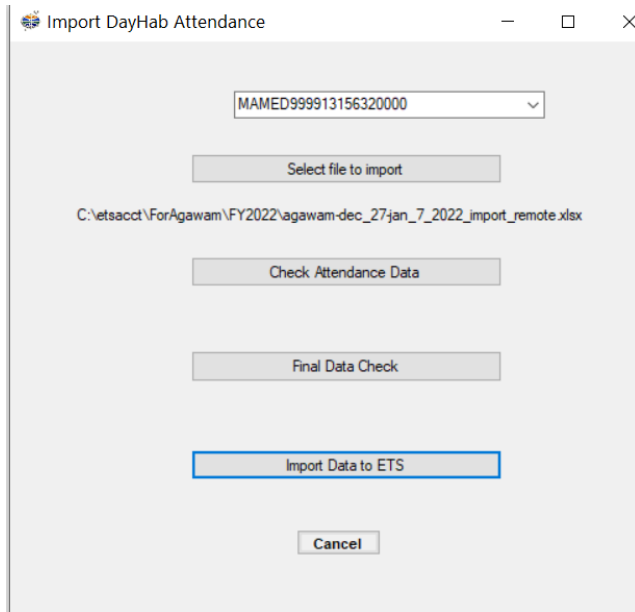 Import DayHab Attendance
MAMED999913156320000
Select file to import
C:\etsacct\ForAgawam\FY2022\agawam-dec_27-jan_7_2022_import_remote.xlsx
Check Attendance Data
Final Data Check
Import Data to ETS
Cancel